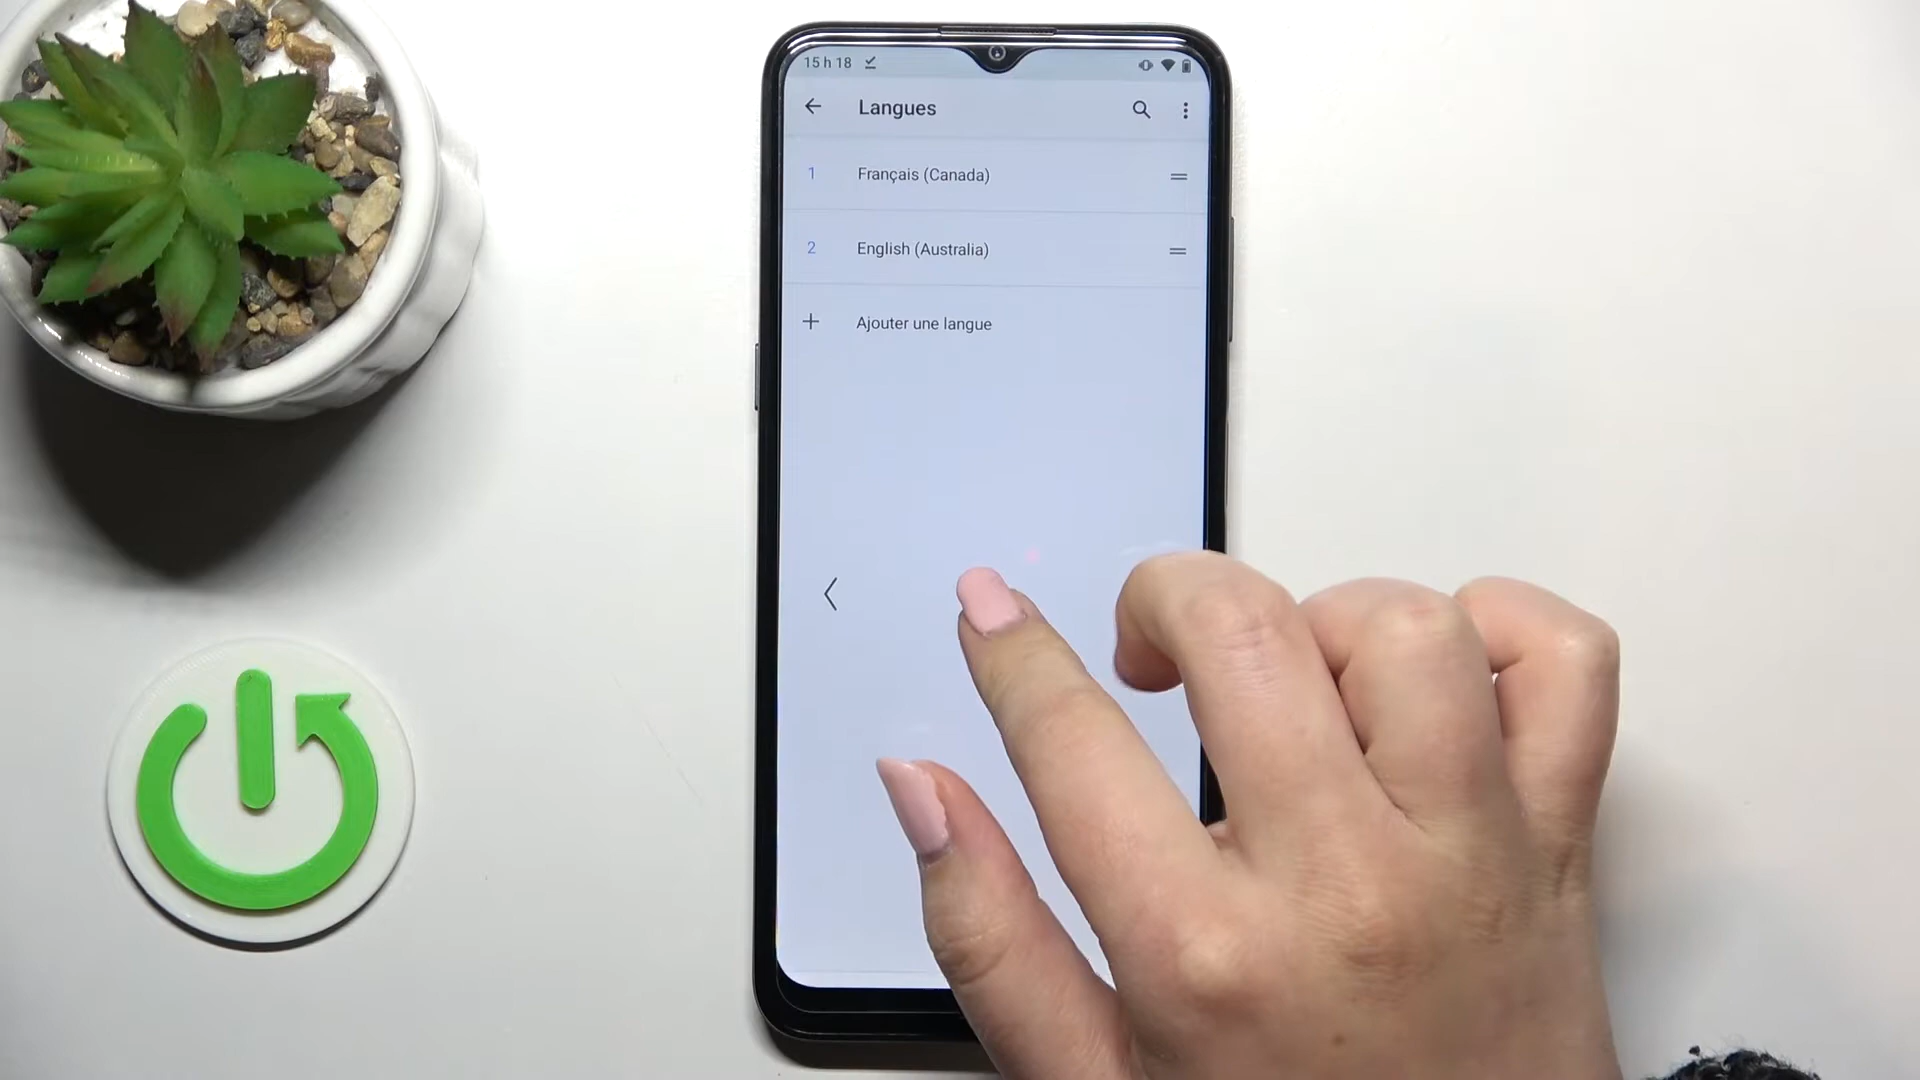 15 h 18
Langues
1 Français (Canada)
2 English (Australia)
Ajouter une langue